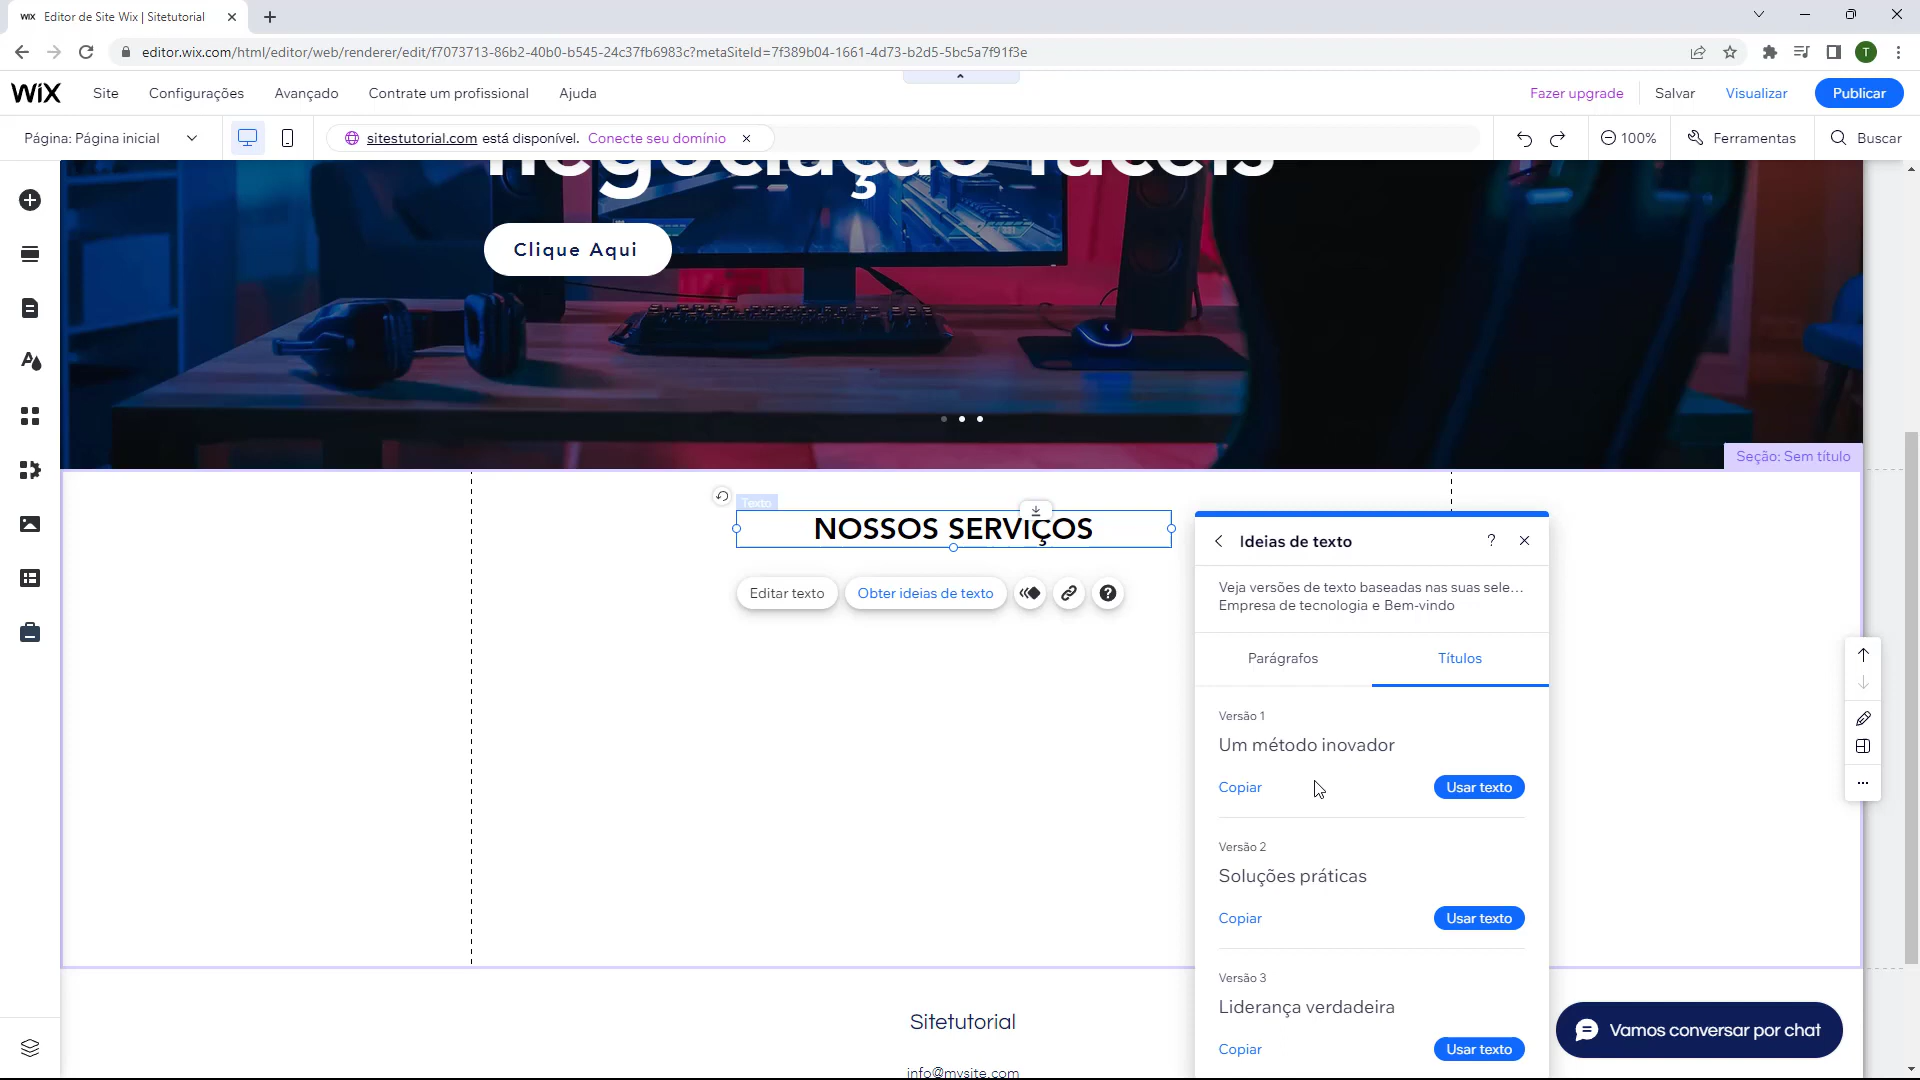 WIX Editor de Site Wix | Sitetutorial
editor.wix.com/html/editor/web/renderer/edit/f7073713-86b2-40b0-b545-24c37fb6983c?metaSiteId=7f389b04-1661-4d73-b2d5-5bc5a7f91f3e
T
WIX Site Configurações Avançado Contrate um profissional Ajuda Fazer upgrade Salvar Visualizar Publicar
Página: Página inicial sitestutorial.com está disponível. Conecte seu domínio 100% Ferramentas Buscar
negociação fáceis
Clique Aqui
Seção: Sem título
Texto
NOSSOS SERVIÇOS
Editar texto Obter ideias de texto
Ideias de texto ?
Veja versões de texto baseadas nas suas sele...
Empresa de tecnologia e Bem-vindo
Parágrafos Títulos
Versão 1
Um método inovador
Copiar Usar texto
Versão 2
Soluções práticas
Copiar Usar texto
Versão 3
Liderança verdadeira
Copiar Usar texto
Sitetutorial
info@mysite.com
Vamos conversar por chat